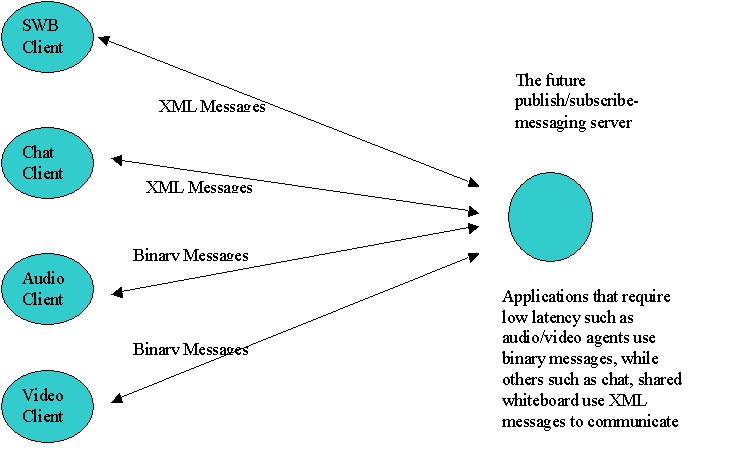 SWB
Client
XML Messages
The future
publish/subscribe-
messaging server
Chat
Client
XML Messages
Binary Messages
Audio
Client
Binary Messages
Applications that require
low latency such as
audio/video agents use
binary messages, while
others such as chat, shared
whiteboard use XML
messages to communicate
Video
Client